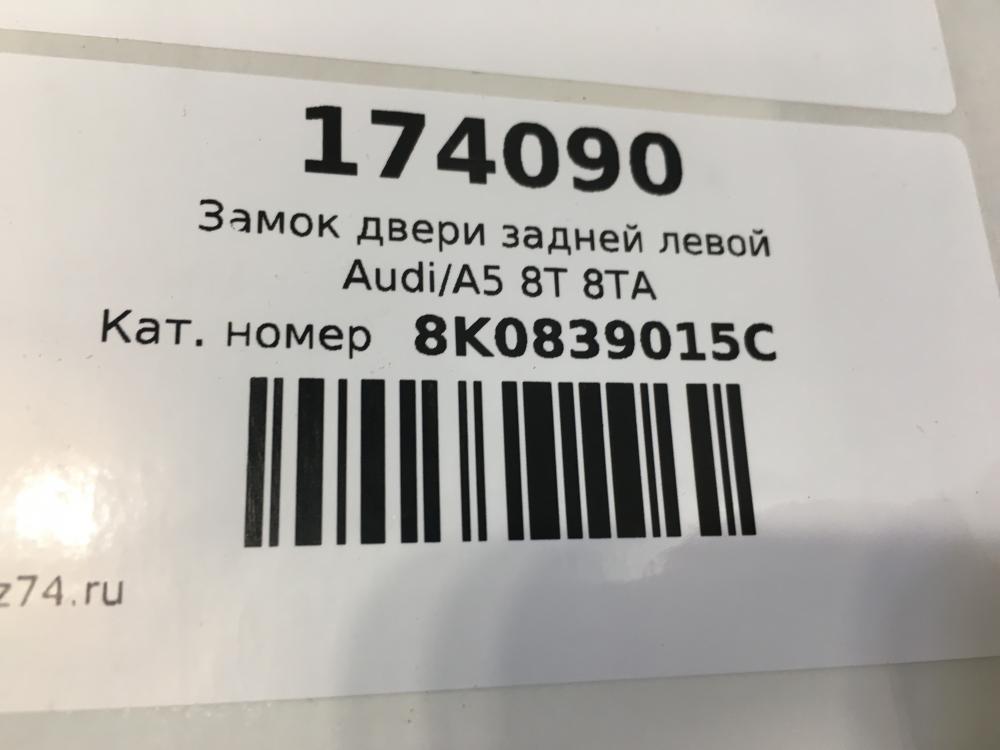 174090
Замок двери задней левой
Audi/A5 8T 8TA
Кат. номер 8K0839015C
z74.ru